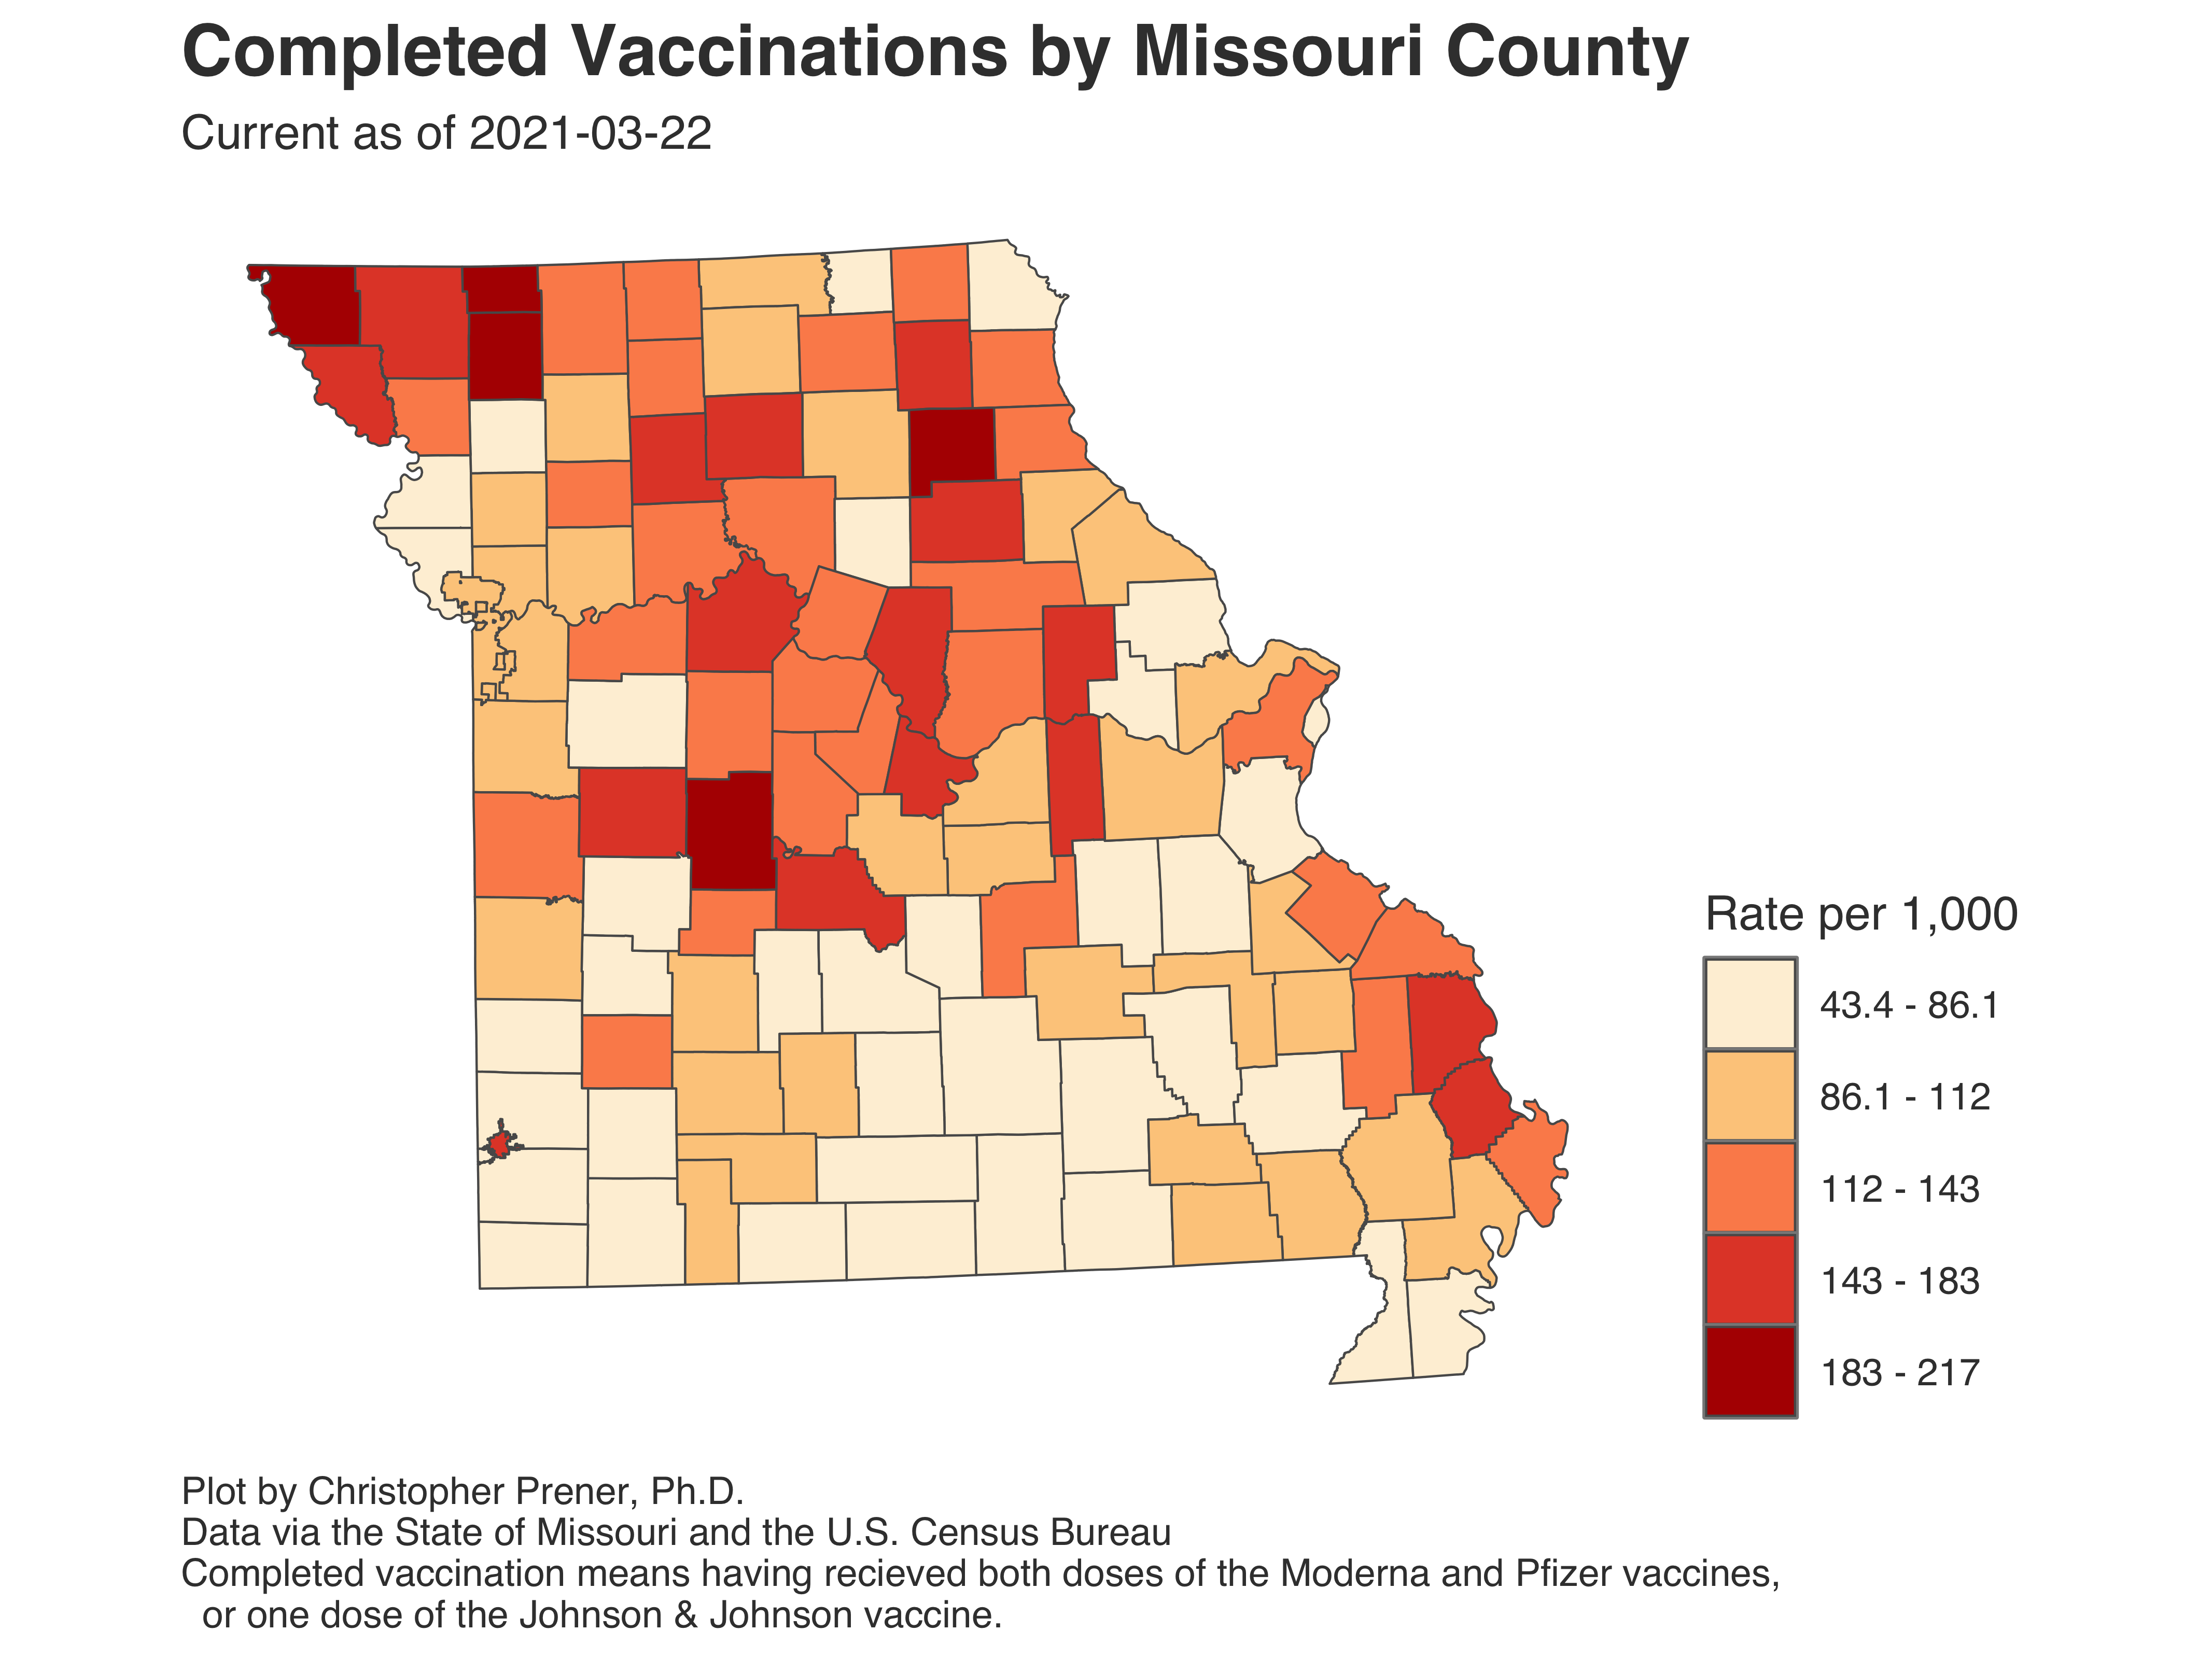 Completed Vaccinations by Missouri County
Current as of 2021-03-22
Rate per 1,000
43.4 - 86.1
86.1 - 112
112 - 143
143 - 183
183 - 217
Plot by Christopher Prener, Ph.D.
Data via the State of Missouri and the U.S. Census Bureau
Completed vaccination means having recieved both doses of the Moderna and Pfizer vaccines,
or one dose of the Johnson & Johnson vaccine.